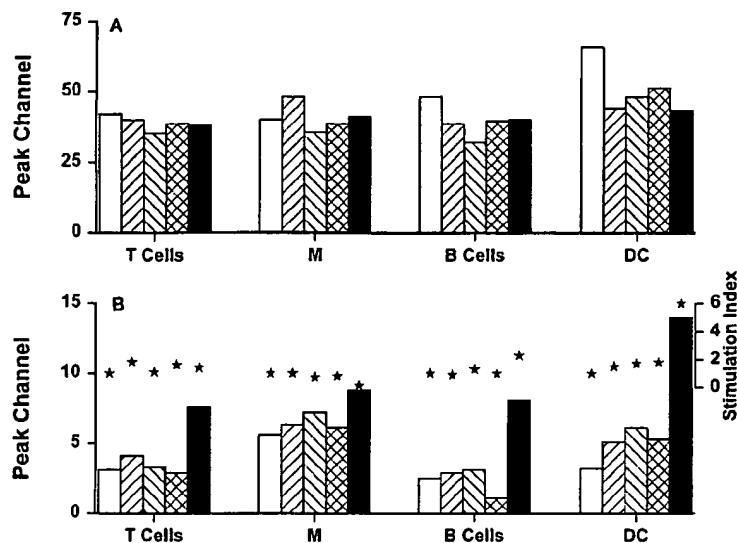 A
75
50
25
0
Peak Channel
T Cells M B Cells DC
B
15
10
5
0
Peak Channel
6
4
2
0
Stimulation Index
T Cells M B Cells DC